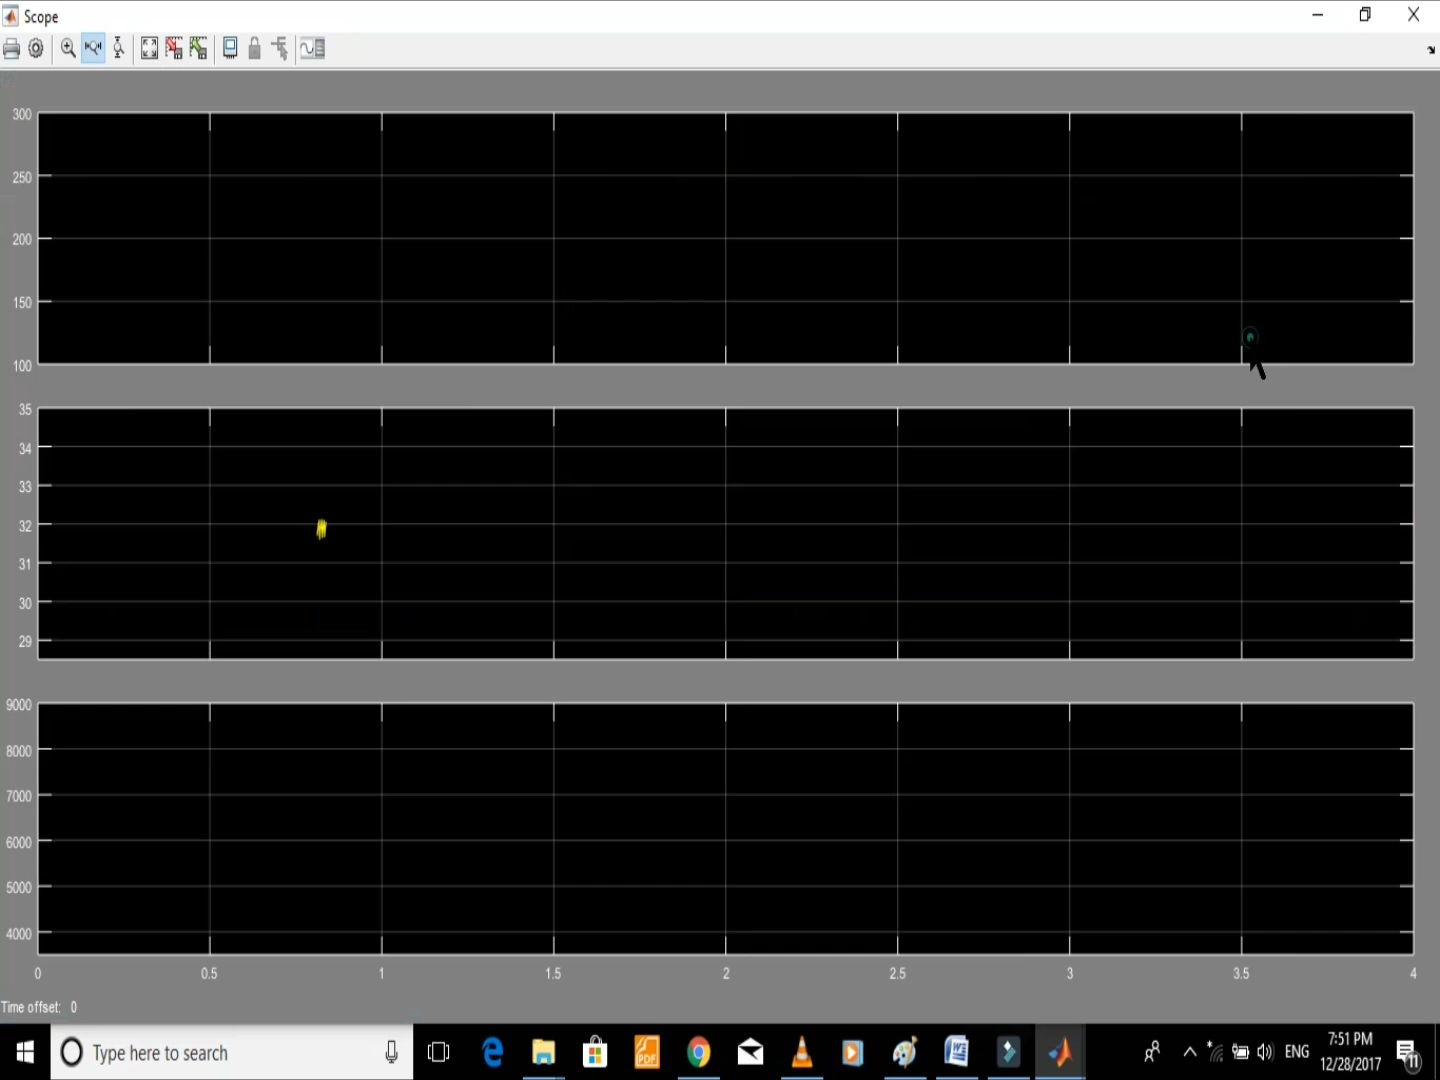 Scope
300
250
200
150
100
35
34
33
32
31
30
29
9000
8000
7000
6000
5000
4000
0 0.5 1 1.5 2 2.5 3 3.5 4
Time offset: 0
Type here to search
PDF
ENG
7:51 PM
12/28/2017
11